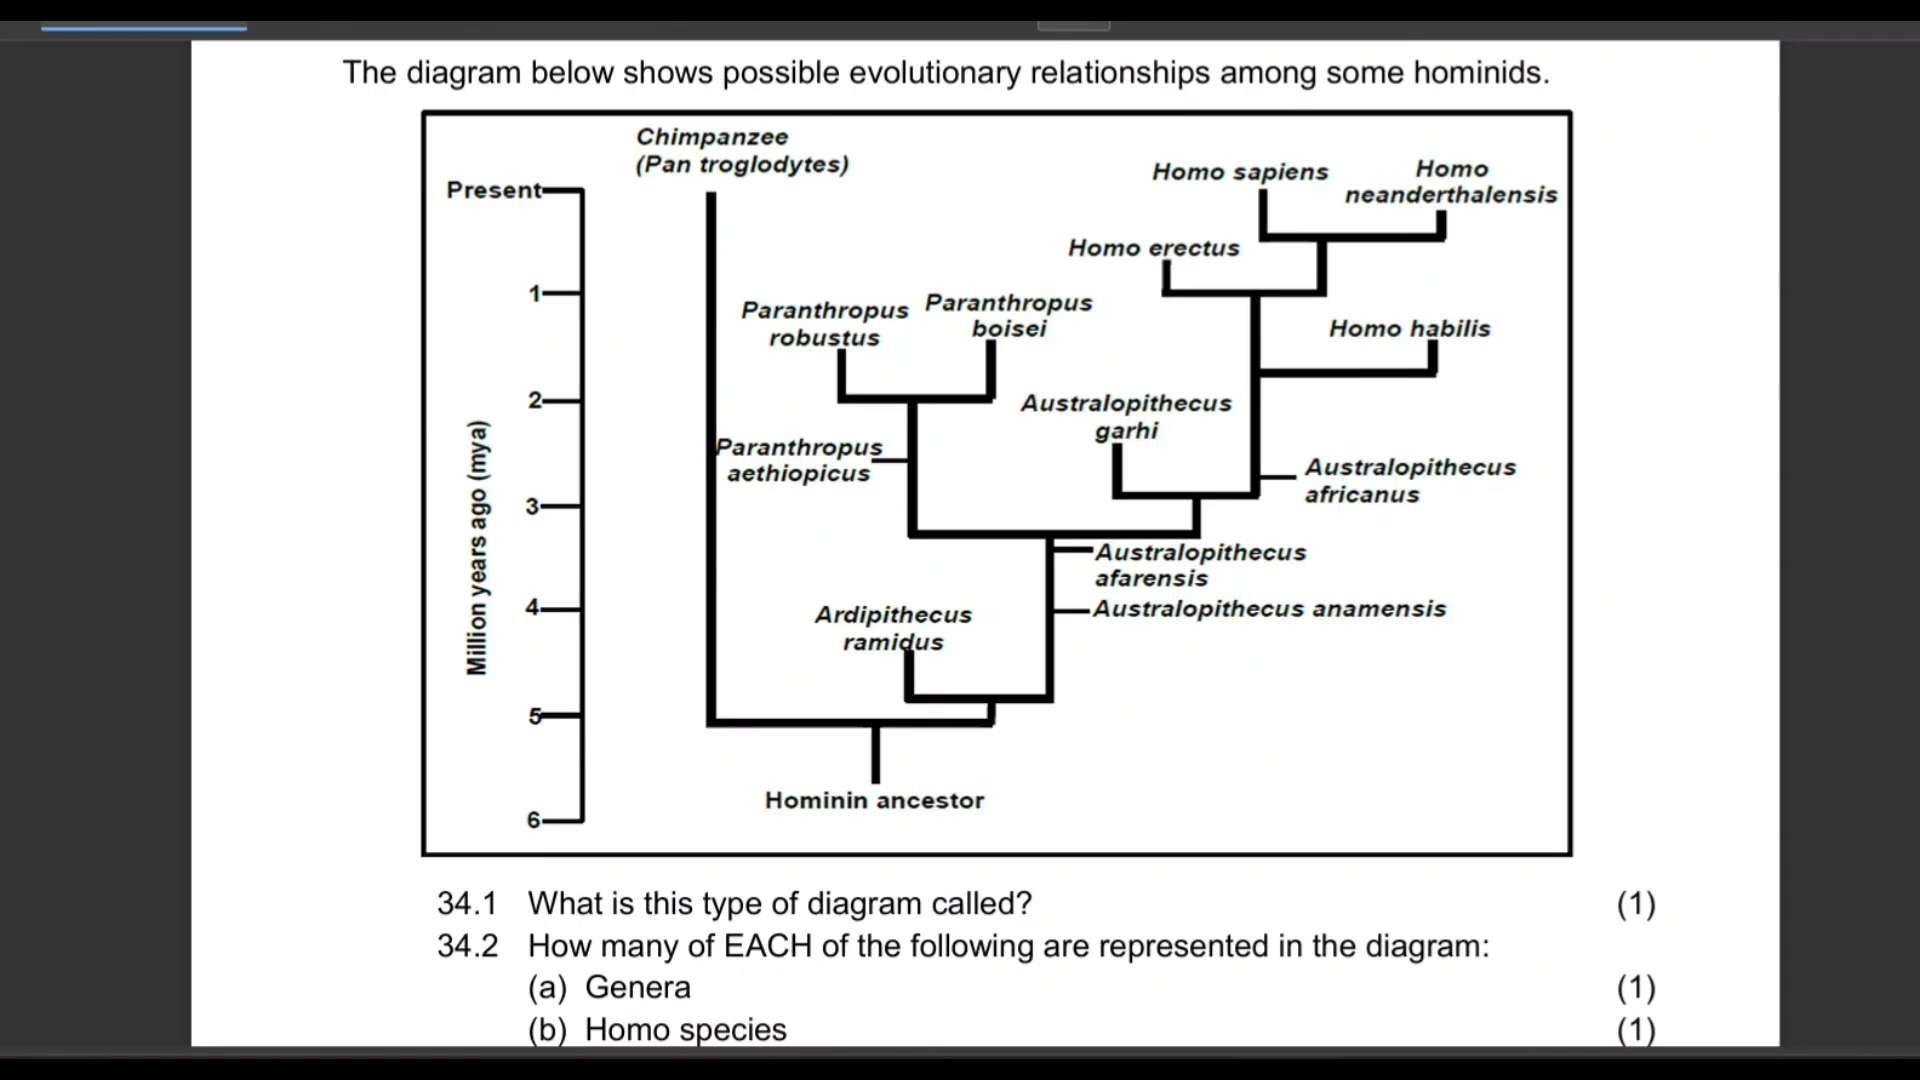 The diagram below shows possible evolutionary relationships among some hominids.
Chimpanzee
(Pan troglodytes)
Homo sapiens
Homo
neanderthalensis
Present
Homo erectus
1
Paranthropus
robustus
Paranthropus
boisei
Homo habilis
2
Australopithecus
garhi
Paranthropus
aethiopicus
Australopithecus
africanus
Million years ago (mya)
3
Australopithecus
afarensis
4
Australopithecus anamensis
Ardipithecus
ramidus
5
Hominin ancestor
6
34.1 What is this type of diagram called? (1)
34.2 How many of EACH of the following are represented in the diagram:
(a) Genera (1)
(b) Homo species (1)